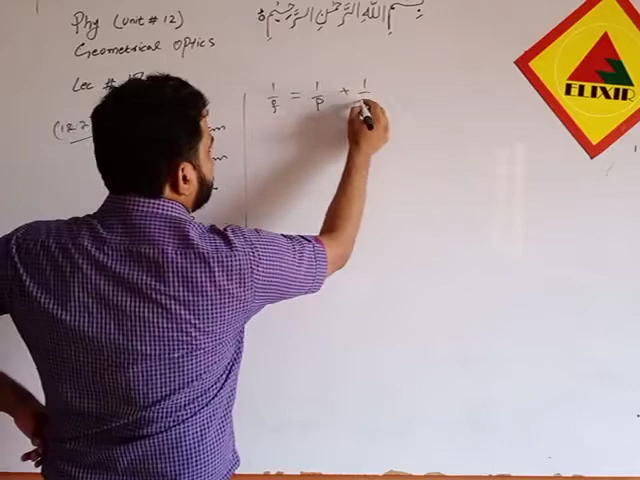 بِسْمِ اللّٰهِ الرَّحْمٰنِ الرَّحِيْمِ
Phy (unit # 12)
Geometrical Optics
Lec #
1/f = 1/p + 1/
ELIXIR